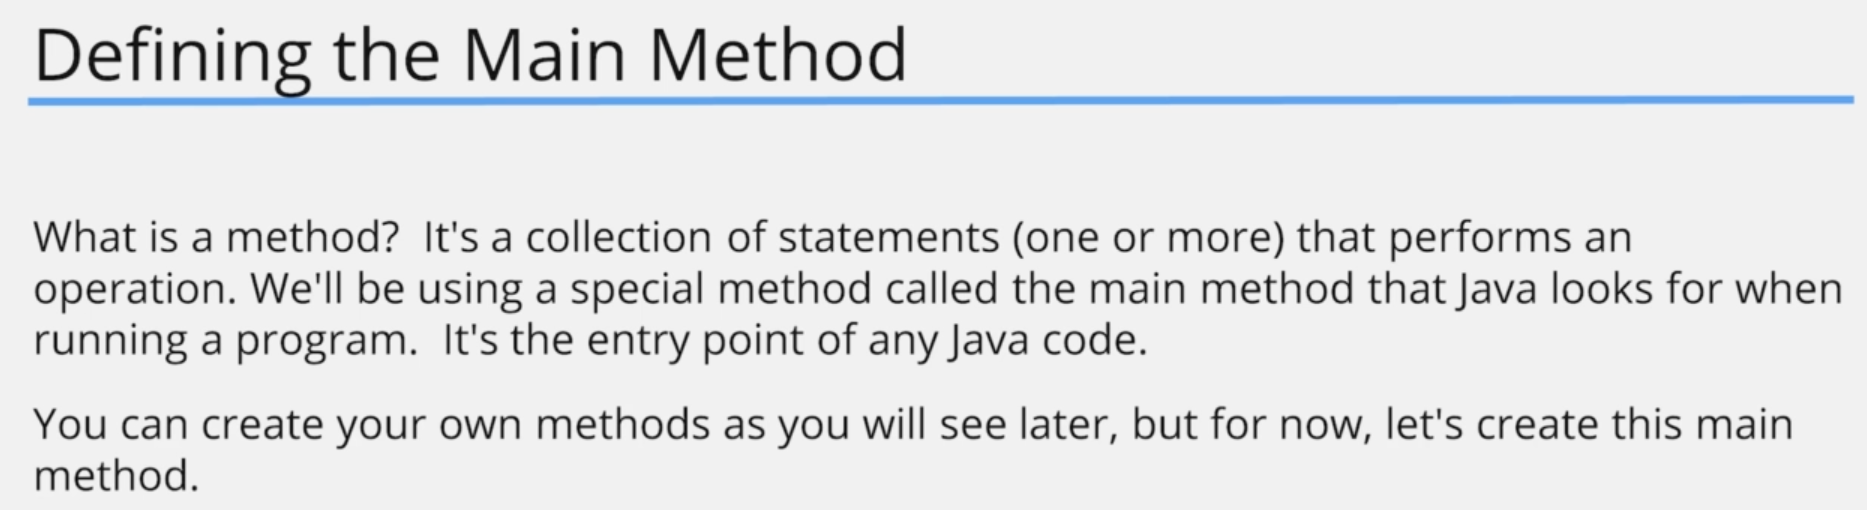 Defining the Main Method
What is a method?  It's a collection of statements (one or more) that performs an
operation. We'll be using a special method called the main method that Java looks for when
running a program.  It's the entry point of any Java code.
You can create your own methods as you will see later, but for now, let's create this main
method.